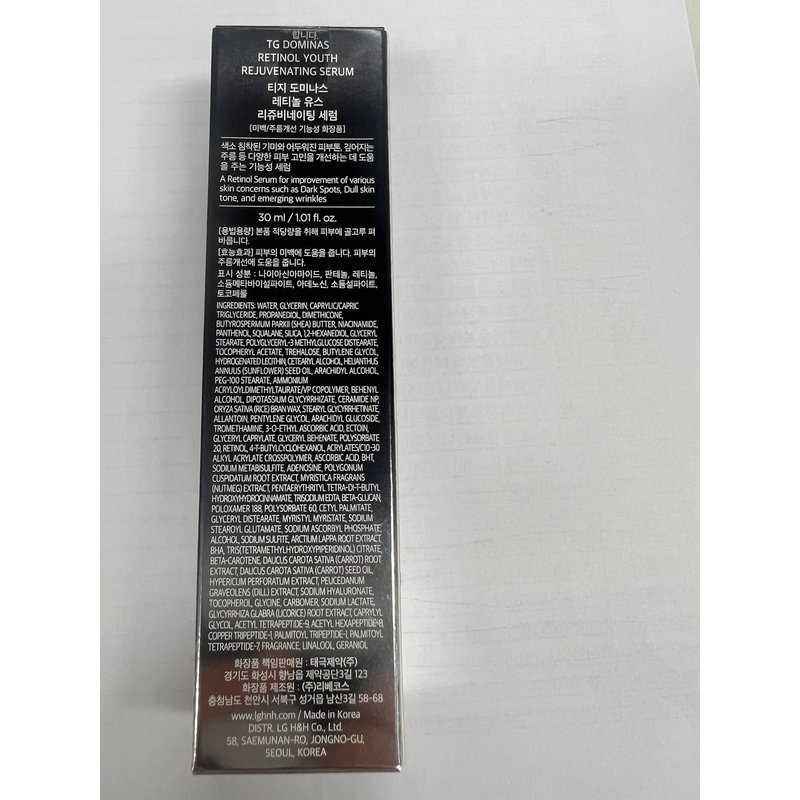 합니다.
TG DOMINAS
RETINOL YOUTH
REJUVENATING SERUM
티지 도미나스
레티놀 유스
리쥬비네이팅 세럼
[미백/주름개선 기능성 화장품]
색소 침착된 기미와 어두워진 피부톤, 깊어지는
주름 등 다양한 피부 고민을 개선하는 데 도움
을 주는 기능성 세럼
A Retinol Serum for improvement of various
skin concerns such as Dark Spots, Dull skin
tone, and emerging wrinkles
30 ml / 1.01 fl. oz.
[용법용량] 본품 적당량을 취해 피부에 골고루 펴
바릅니다.
[효능효과] 피부의 미백에 도움을 줍니다. 피부의
주름개선에 도움을 줍니다.
표시 성분 : 나이아신아마이드, 판테놀, 레티놀,
소듐메타바이설파이트, 아데노신, 소듐설파이트,
토코페롤
INGREDIENTS: WATER, GLYCERIN, CAPRYLIC/CAPRIC
TRIGLYCERIDE, PROPANEDIOL, DIMETHICONE,
BUTYROSPERMUM PARKII (SHEA) BUTTER, NIACINAMIDE,
PANTHENOL, SQUALANE, SILICA, 1,2-HEXANEDIOL, GLYCERYL
STEARATE, POLYGLYCERYL-3 METHYLGLUCOSE DISTEARATE,
TOCOPHERYL ACETATE, TREHALOSE, BUTYLENE GLYCOL,
HYDROGENATED LECITHIN, CETEARYL ALCOHOL, HELIANTHUS
ANNUUS (SUNFLOWER) SEED OIL, ARACHIDYL ALCOHOL,
PEG-100 STEARATE, AMMONIUM
ACRYLOYLDIMETHYLTAURATE/VP COPOLYMER, BEHENYL
ALCOHOL, DIPOTASSIUM GLYCYRRHIZATE, CERAMIDE NP,
ORYZA SATIVA (RICE) BRAN WAX, STEARYL GLYCYRRHETINATE,
ALLANTOIN, PENTYLENE GLYCOL, ARACHIDYL GLUCOSIDE,
TROMETHAMINE, 3-O-ETHYL ASCORBIC ACID, ECTOIN,
GLYCERYL CAPRYLATE, GLYCERYL BEHENATE, POLYSORBATE
20, RETINOL, 4-T-BUTYLCYCLOHEXANOL, ACRYLATES/C10-30
ALKYL ACRYLATE CROSSPOLYMER, ASCORBIC ACID, BHT,
SODIUM METABISULFITE, ADENOSINE, POLYGONUM
CUSPIDATUM ROOT EXTRACT, MYRISTICA FRAGRANS
(NUTMEG) EXTRACT, PENTAERYTHRITYL TETRA-DI-T-BUTYL
HYDROXYHYDROCINNAMATE, TRISODIUM EDTA, BETA-GLUCAN,
POLOXAMER 188, POLYSORBATE 60, CETYL PALMITATE,
GLYCERYL DISTEARATE, MYRISTYL MYRISTATE, SODIUM
STEAROYL GLUTAMATE, SODIUM ASCORBYL PHOSPHATE,
ALCOHOL, SODIUM SULFITE, ARCTIUM LAPPA ROOT EXTRACT,
BHA, TRIS(TETRAMETHYLHYDROXYPIPERIDINOL) CITRATE,
BETA-CAROTENE, DAUCUS CAROTA SATIVA (CARROT) ROOT
EXTRACT, DAUCUS CAROTA SATIVA (CARROT) SEED OIL,
HYPERICUM PERFORATUM EXTRACT, PEUCEDANUM
GRAVEOLENS (DILL) EXTRACT, SODIUM HYALURONATE,
TOCOPHEROL, GLYCINE, CARBOMER, SODIUM LACTATE,
GLYCYRRHIZA GLABRA (LICORICE) ROOT EXTRACT, CAPRYLYL
GLYCOL, ACETYL TETRAPEPTIDE-9, ACETYL HEXAPEPTIDE-8,
COPPER TRIPEPTIDE-1, PALMITOYL TRIPEPTIDE-1, PALMITOYL
TETRAPEPTIDE-7, FRAGRANCE, LINALOOL, GERANIOL
화장품 책임판매원 : 태극제약(주)
경기도 화성시 향남읍 제약공단3길 123
화장품 제조원 : (주)리베코스
충청남도 천안시 서북구 성거읍 남산3길 58-68
www.lghnh.com / Made in Korea
DISTR. LG H&H Co., Ltd.
58, SAEMUNAN-RO, JONGNO-GU,
SEOUL, KOREA